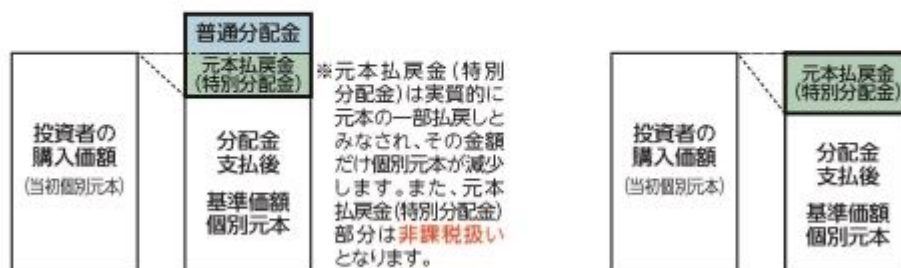 普通分配金
元本払戻金
(特別分配金)
投資者の
購入価額
(当初個別元本)
分配金
支払後
基準価額
個別元本
※元本払戻金(特別
分配金)は実質的に
元本の一部払戻しと
みなされ、その金額
だけ個別元本が減少
します。また、元本
払戻金(特別分配金)
部分は非課税扱い
となります。
投資者の
購入価額
(当初個別元本)
元本払戻金
(特別分配金)
分配金
支払後
基準価額
個別元本